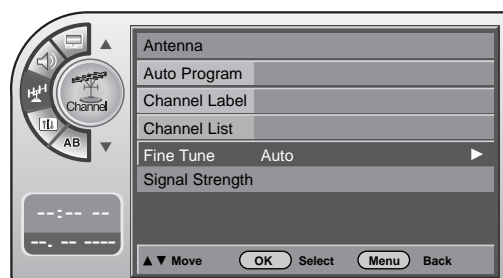 Antenna
Auto Program
Channel Label
Channel List
Fine Tune Auto ►
Signal Strength
▲ ▼ Move OK Select Menu Back
Channel
AB
--:-- --
--. -- ----